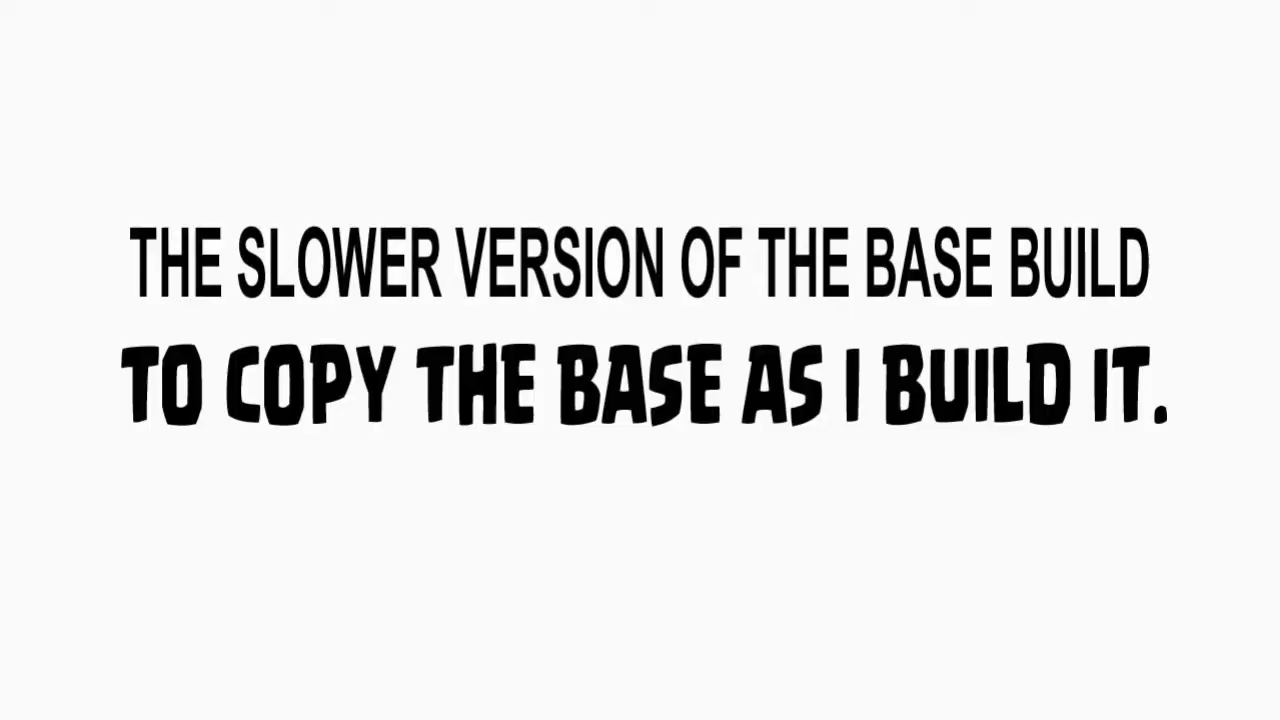 THE SLOWER VERSION OF THE BASE BUILD
TO COPY THE BASE AS I BUILD IT.